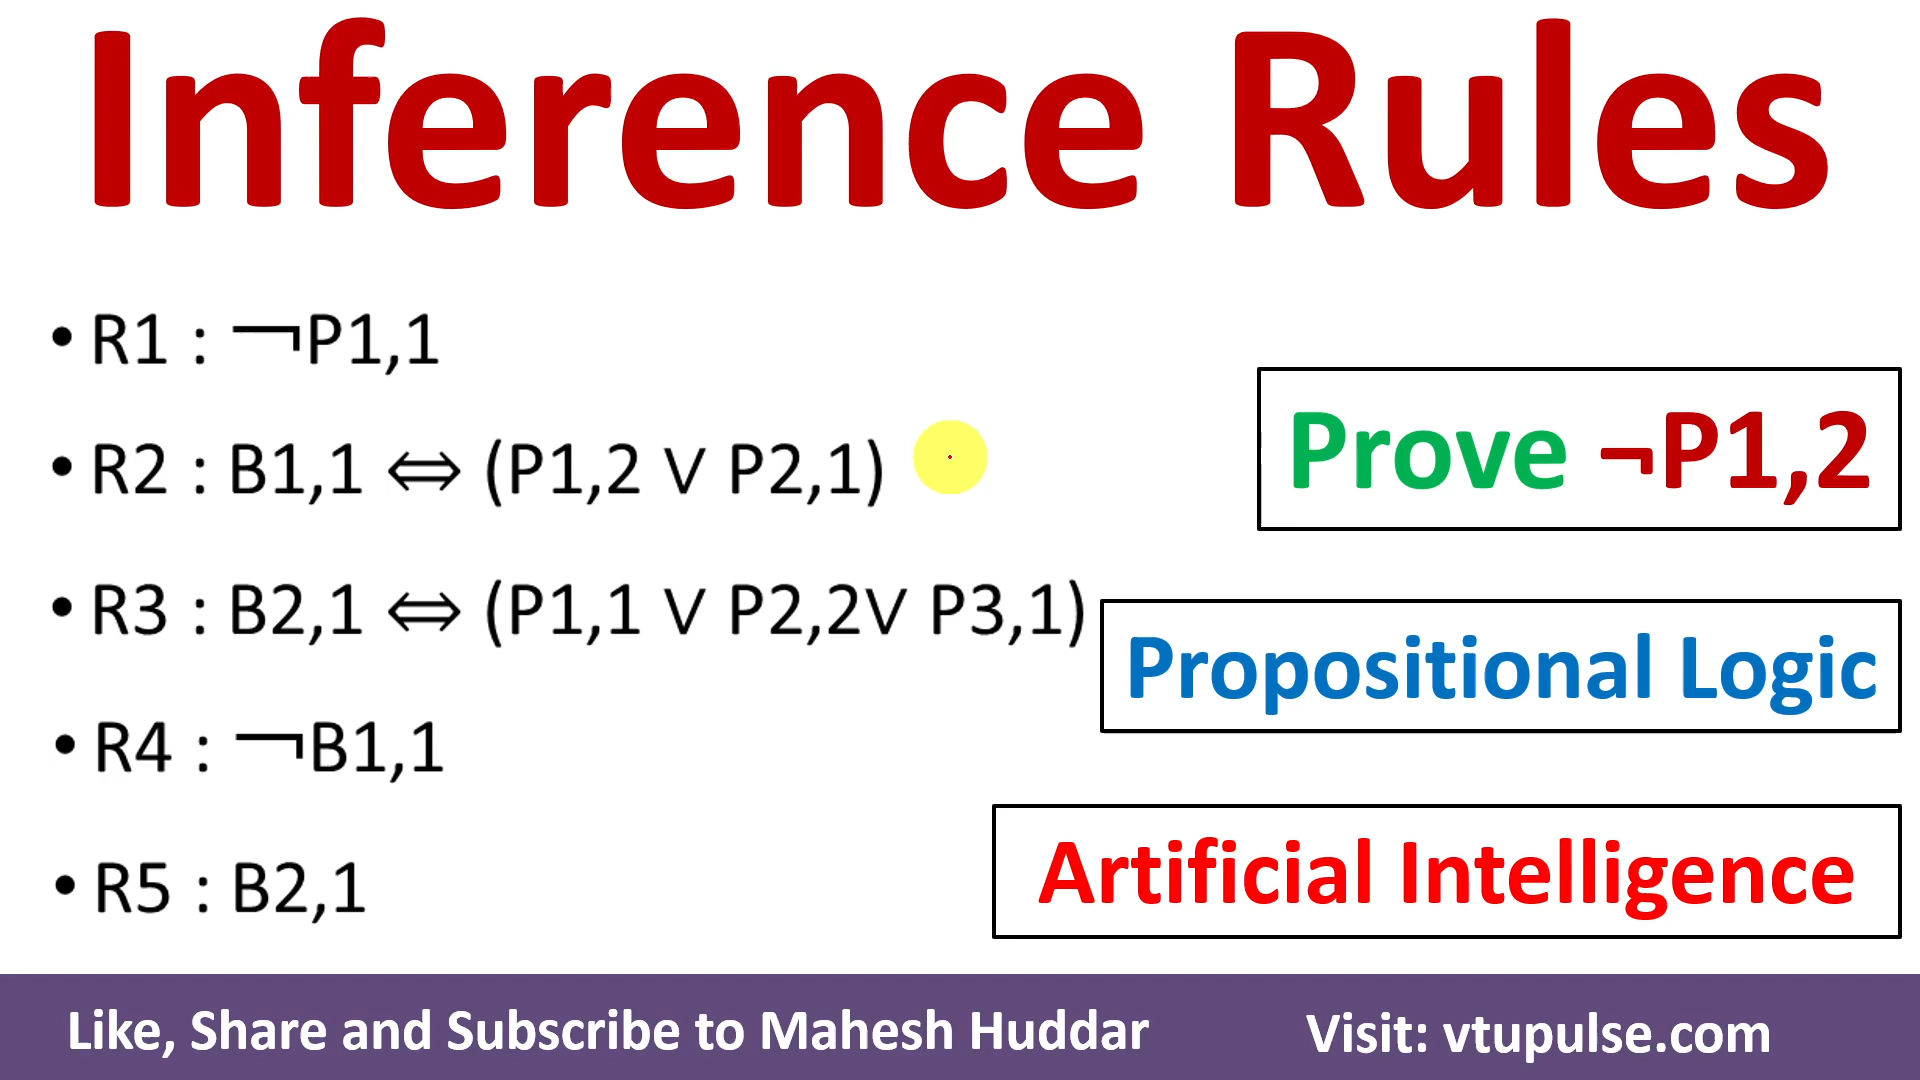 Inference Rules
• R1 : ¬P1,1
• R2 : B1,1 ⇔ (P1,2 ∨ P2,1)
Prove ¬P1,2
• R3 : B2,1 ⇔ (P1,1 ∨ P2,2∨ P3,1)
Propositional Logic
• R4 : ¬B1,1
• R5 : B2,1
Artificial Intelligence
Like, Share and Subscribe to Mahesh Huddar
Visit: vtupulse.com